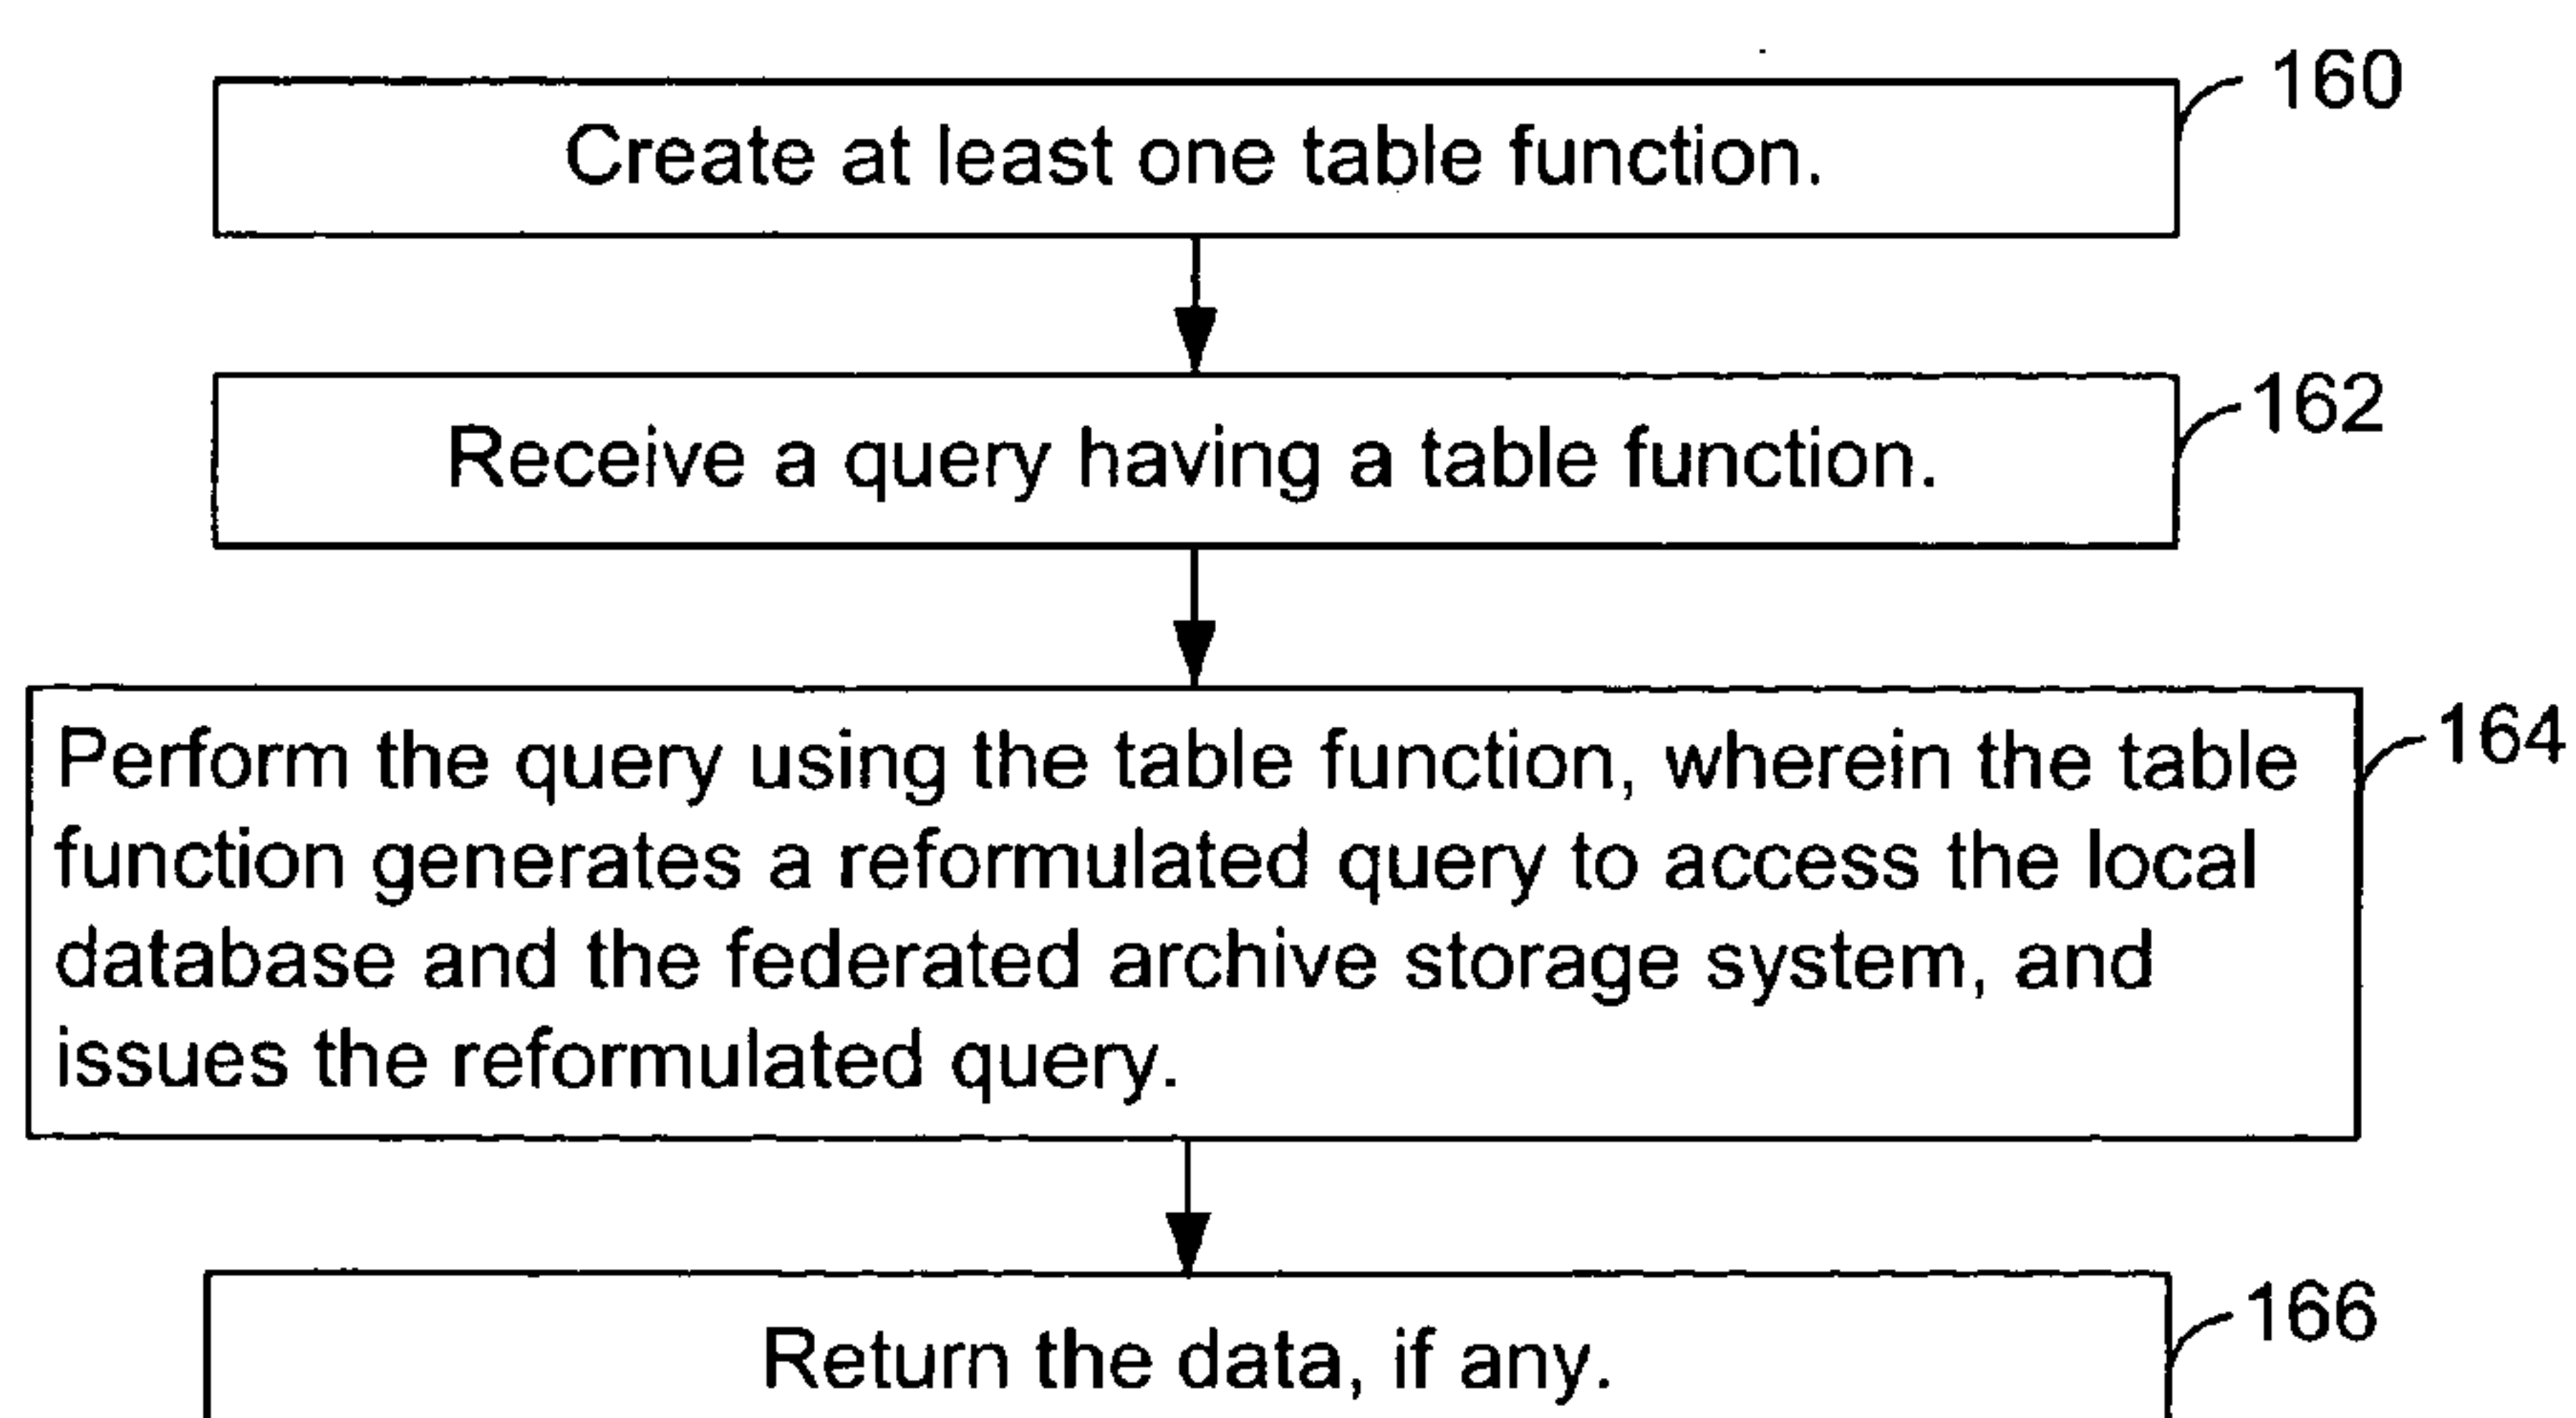 160
Create at least one table function.
162
Receive a query having a table function.
164
Perform the query using the table function, wherein the table
function generates a reformulated query to access the local
database and the federated archive storage system, and
issues the reformulated query.
166
Return the data, if any.